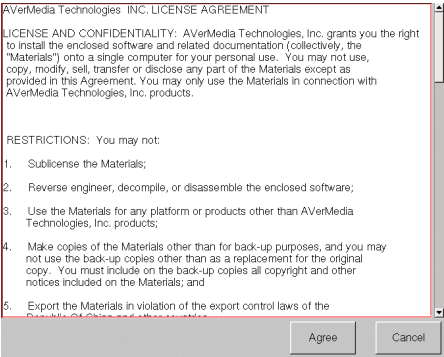 AVerMedia Technologies INC. LICENSE AGREEMENT
LICENSE AND CONFIDENTIALITY: AVerMedia Technologies, Inc. grants you the right
to install the enclosed software and related documentation (collectively, the
"Materials") onto a single computer for your personal use. You may not use,
copy, modify, sell, transfer or disclose any part of the Materials except as
provided in this Agreement. You may only use the Materials in connection with
AVerMedia Technologies, Inc. products.
RESTRICTIONS: You may not:
1. Sublicense the Materials;
2. Reverse engineer, decompile, or disassemble the enclosed software;
3. Use the Materials for any platform or products other than AVerMedia
Technologies, Inc. products;
4. Make copies of the Materials other than for back-up purposes, and you may
not use the back-up copies other than as a replacement for the original
copy. You must include on the back-up copies all copyright and other
notices included on the Materials; and
5. Export the Materials in violation of the export control laws of the
Republic Of China and other countries
Agree Cancel